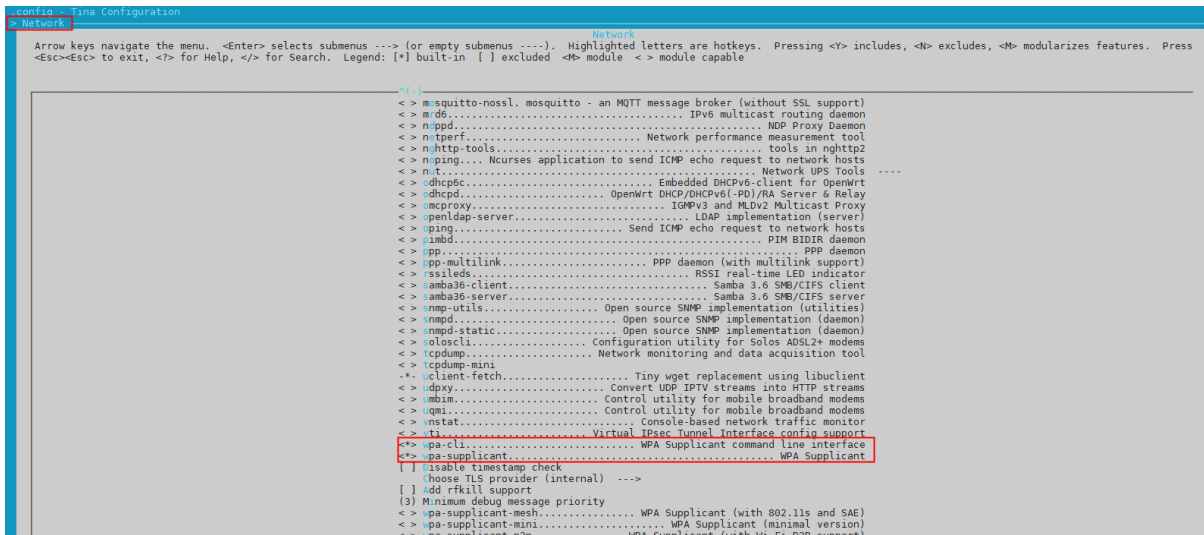 .config - Tina Configuration
> Network
Network
Arrow keys navigate the menu.  <Enter> selects submenus ---> (or empty submenus ----).  Highlighted letters are hotkeys.  Pressing <Y> includes, <N> excludes, <M> modularizes features.  Press
<Esc><Esc> to exit, <?> for Help, </> for Search.  Legend: [*] built-in  [ ] excluded  <M> module  < > module capable
^(-)
< > mosquitto-nossl. mosquitto - an MQTT message broker (without SSL support)
< > mrd6..................................... IPv6 multicast routing daemon
< > ndppd................................................ NDP Proxy Daemon
< > netperf.......................... Network performance measurement tool
< > nghttp-tools........................................ tools in nghttp2
< > noping.... Ncurses application to send ICMP echo request to network hosts
< > nut................................................ Network UPS Tools  ----
< > odhcp6c............................ Embedded DHCPv6-client for OpenWrt
< > odhcpd..................... OpenWrt DHCP/DHCPv6(-PD)/RA Server & Relay
< > omcproxy.......................... IGMPv3 and MLDv2 Multicast Proxy
< > openldap-server........................... LDAP implementation (server)
< > oping......................... Send ICMP echo request to network hosts
< > pimbd............................................... PIM BIDIR daemon
< > ppp...................................................... PPP daemon
< > ppp-multilink...................... PPP daemon (with multilink support)
< > rssileds.................................. RSSI real-time LED indicator
< > samba36-client.............................. Samba 3.6 SMB/CIFS client
< > samba36-server.............................. Samba 3.6 SMB/CIFS server
< > snmp-utils.................. Open source SNMP implementation (utilities)
< > snmpd......................... Open source SNMP implementation (daemon)
< > snmpd-static.................. Open source SNMP implementation (daemon)
< > soloscli..................... Configuration utility for Solos ADSL2+ modems
< > tcpdump................... Network monitoring and data acquisition tool
< > tcpdump-mini
-*- uclient-fetch.................... Tiny wget replacement using libuclient
< > udpxy........................ Convert UDP IPTV streams into HTTP streams
< > umbim...................... Control utility for mobile broadband modems
< > uqmi....................... Control utility for mobile broadband modems
< > vnstat........................... Console-based network traffic monitor
< > vti...................... Virtual IPsec Tunnel Interface config support
<*> wpa-cli.......................... WPA Supplicant command line interface
<*> wpa-supplicant........................................ WPA Supplicant
[ ] Disable timestamp check
Choose TLS provider (internal)  --->
[ ] Add rfkill support
(3) Minimum debug message priority
< > wpa-supplicant-mesh............... WPA Supplicant (with 802.11s and SAE)
< > wpa-supplicant-mini.................... WPA Supplicant (minimal version)